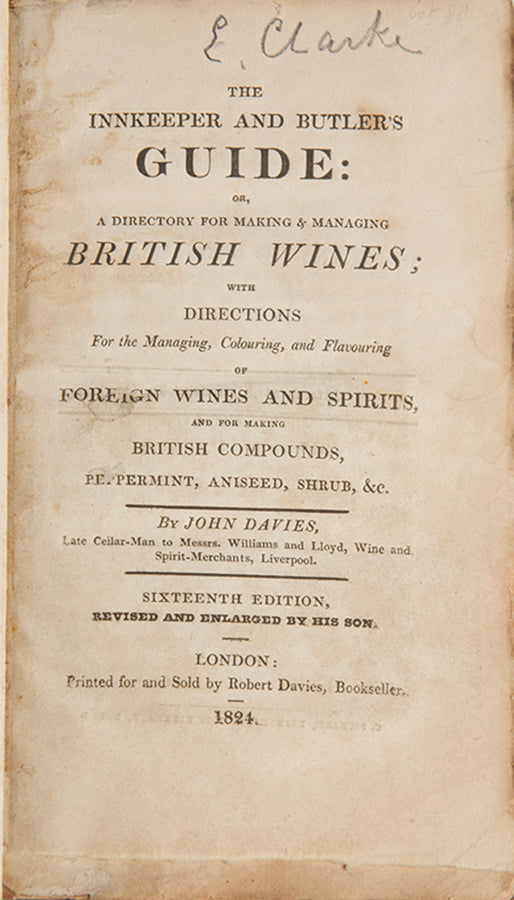 E. Clarke
THE
INNKEEPER AND BUTLER'S
GUIDE:
OR,
A DIRECTORY FOR MAKING & MANAGING
BRITISH WINES;
WITH
DIRECTIONS
For the Managing, Colouring, and Flavouring
OF
FOREIGN WINES AND SPIRITS,
AND FOR MAKING
BRITISH COMPOUNDS,
PEPPERMINT, ANISEED, SHRUB, &c.
BY JOHN DAVIES,
Late Cellar-Man to Messrs. Williams and Lloyd, Wine and
Spirit-Merchants, Liverpool.
SIXTEENTH EDITION,
REVISED AND ENLARGED BY HIS SON.
LONDON:
Printed for and Sold by Robert Davies, Bookseller.
1824.